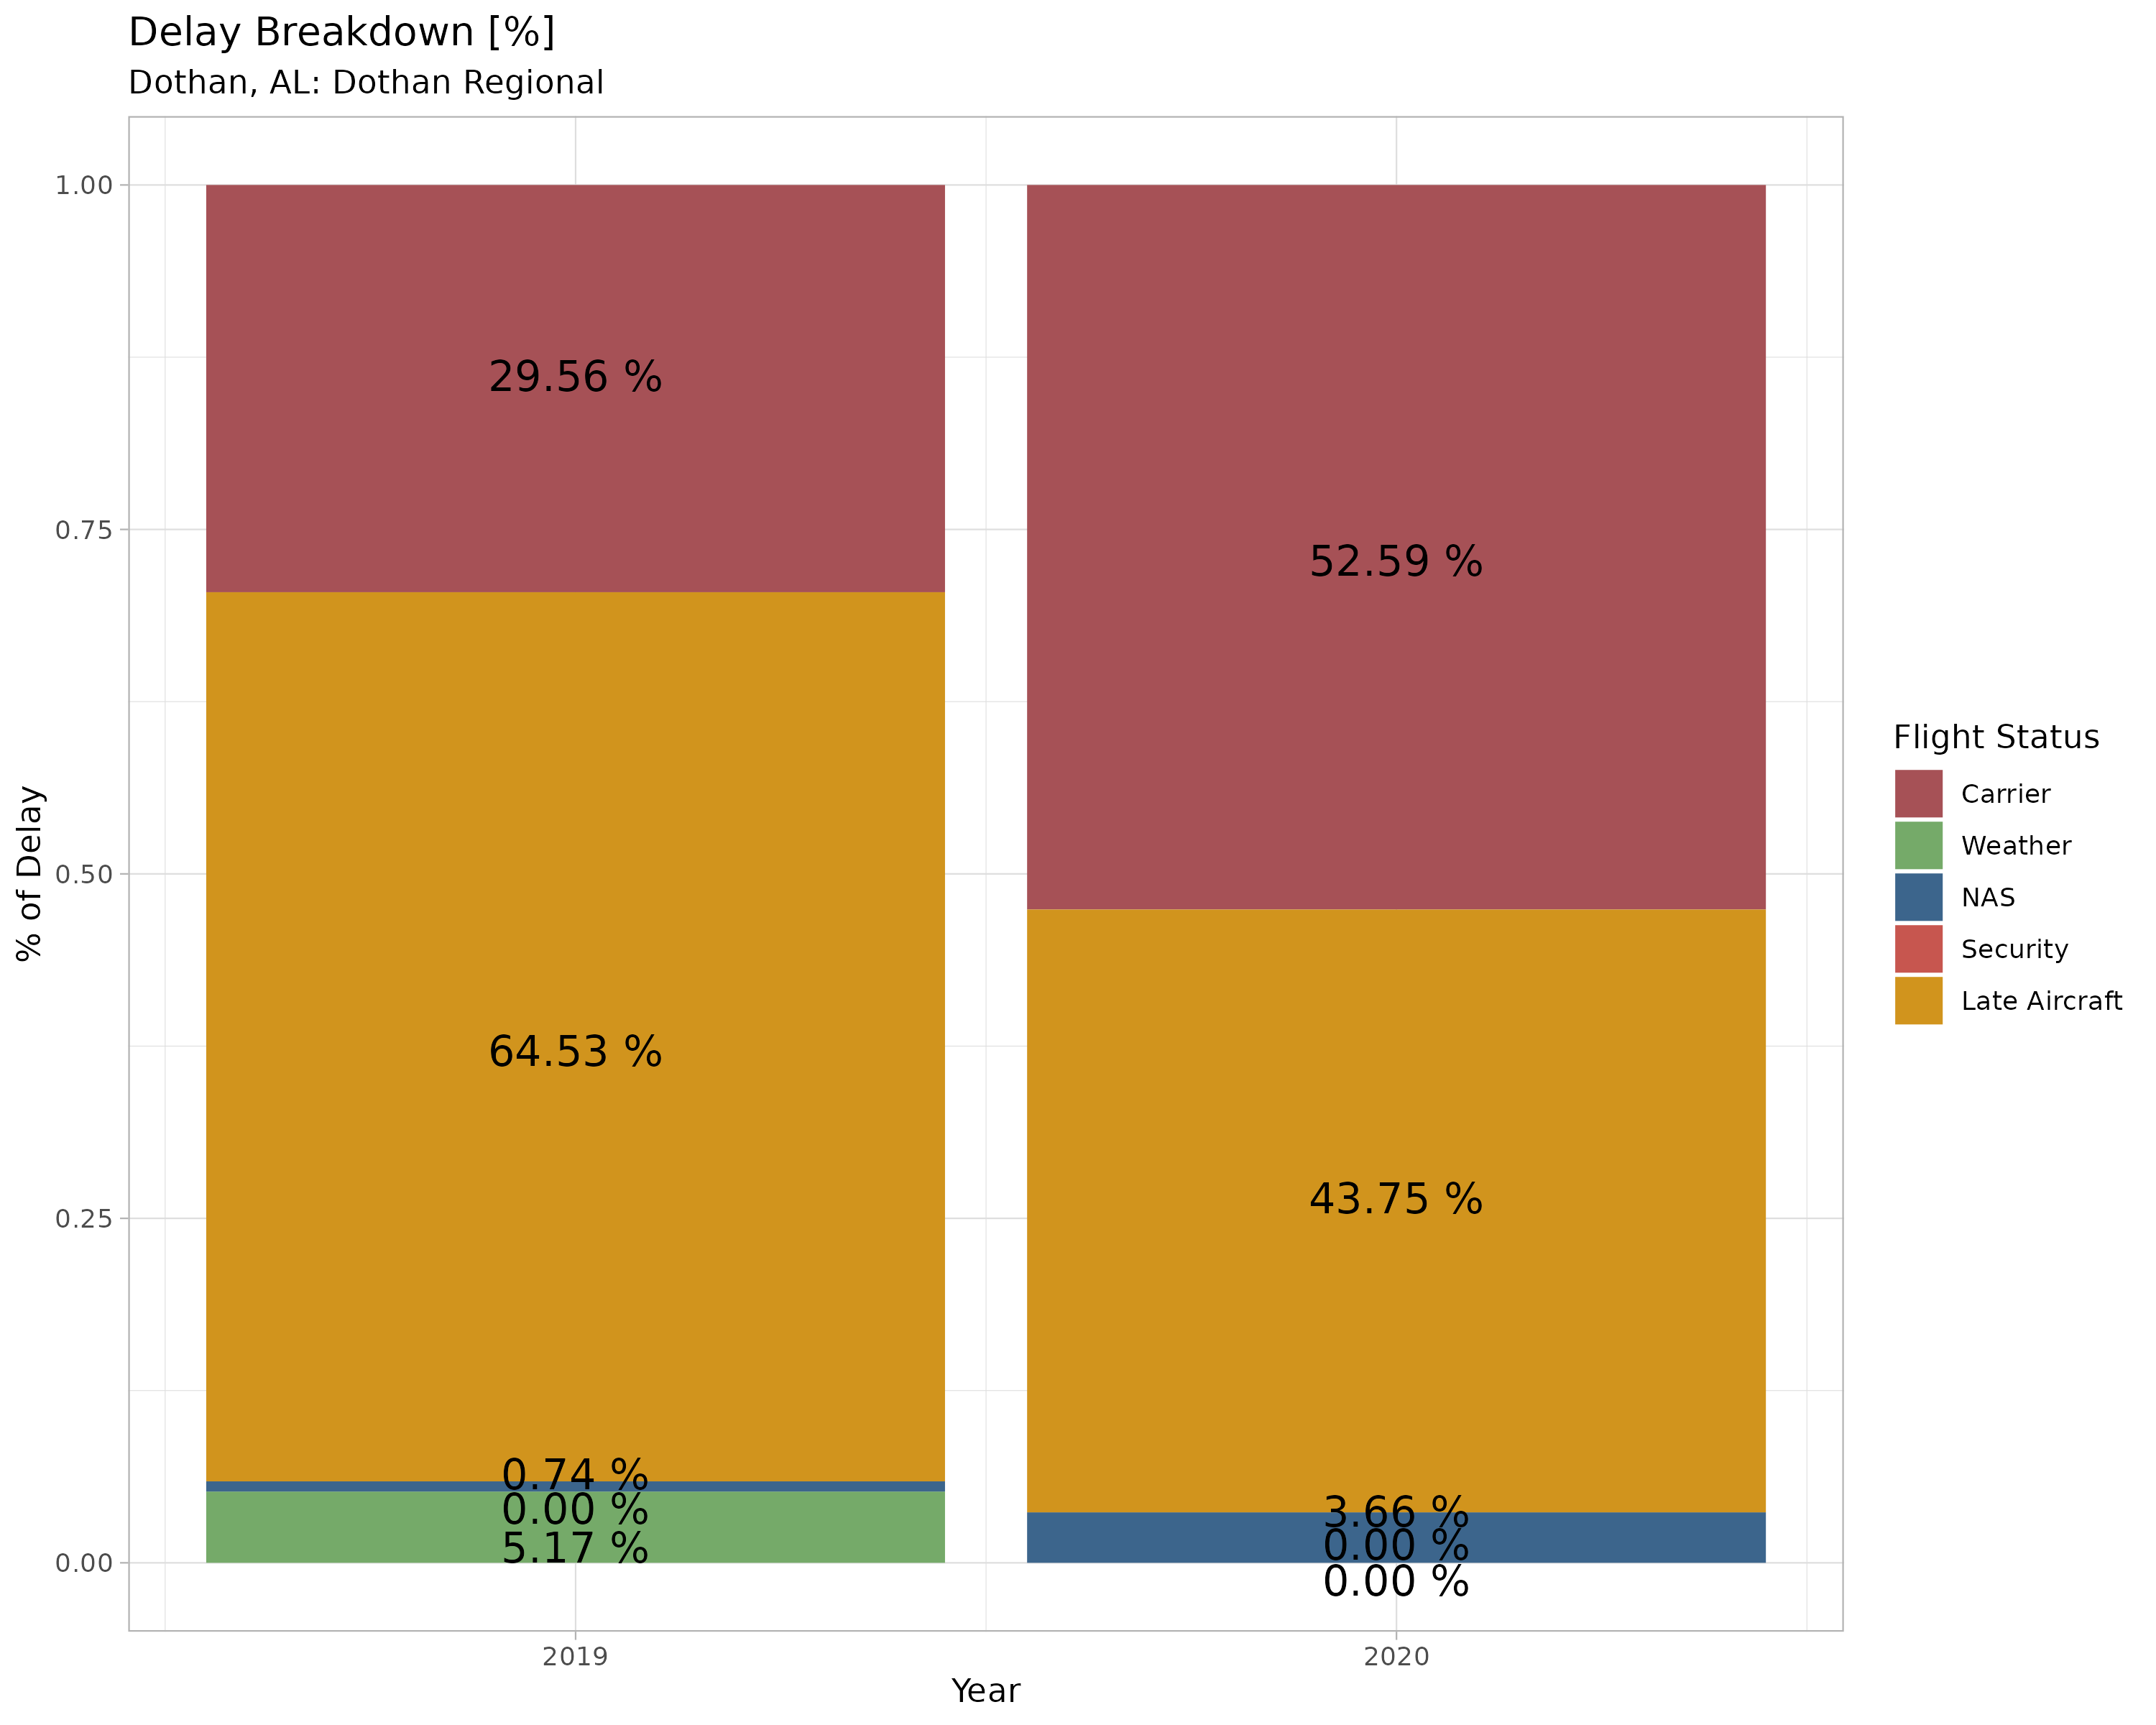 Delay Breakdown [%]
Dothan, AL: Dothan Regional
% of Delay
1.00
0.75
0.50
0.25
0.00
29.56 %
64.53 %
0.74 %
0.00 %
5.17 %
52.59 %
43.75 %
3.66 %
0.00 %
0.00 %
2019
2020
Year
Flight Status
Carrier
Weather
NAS
Security
Late Aircraft